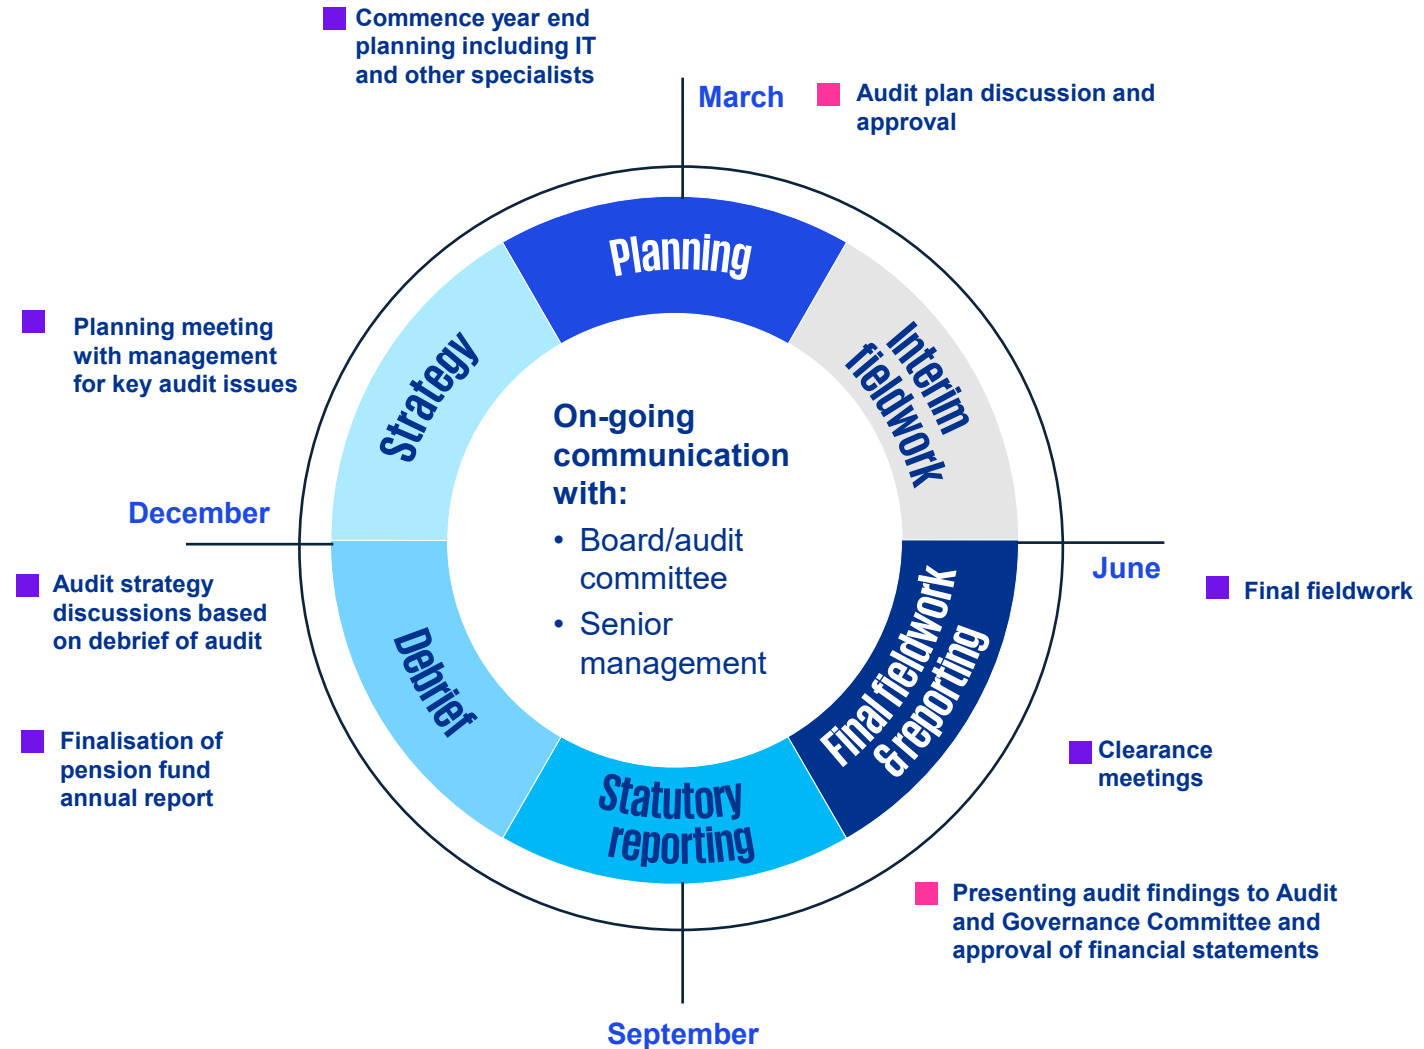 Commence year end
planning including IT
and other specialists
March
Audit plan discussion and
approval
Planning
Interim
fieldwork
Strategy
Planning meeting
with management
for key audit issues
On-going
communication
with:
• Board/audit
committee
• Senior
management
December
June
Audit strategy
discussions based
on debrief of audit
Final fieldwork
Debrief
Final fieldwork
& reporting
Finalisation of
pension fund
annual report
Clearance
meetings
Statutory
reporting
Presenting audit findings to Audit
and Governance Committee and
approval of financial statements
September